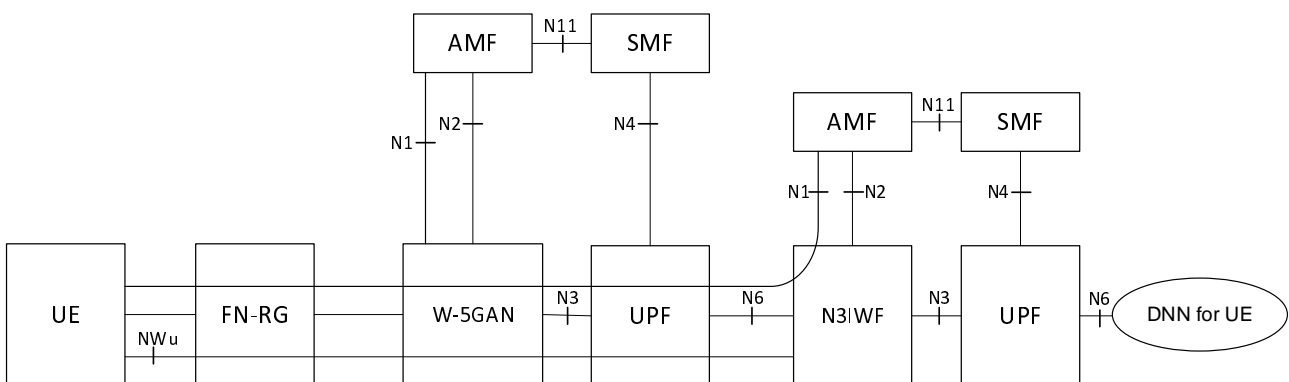 N11
AMF
SMF
N11
AMF
SMF
N2
N4
N1
N1
N2
N4
N3
N6
N3
N6
UE
FN-RG
W-5GAN
UPF
N3IWF
UPF
DNN for UE
NWu